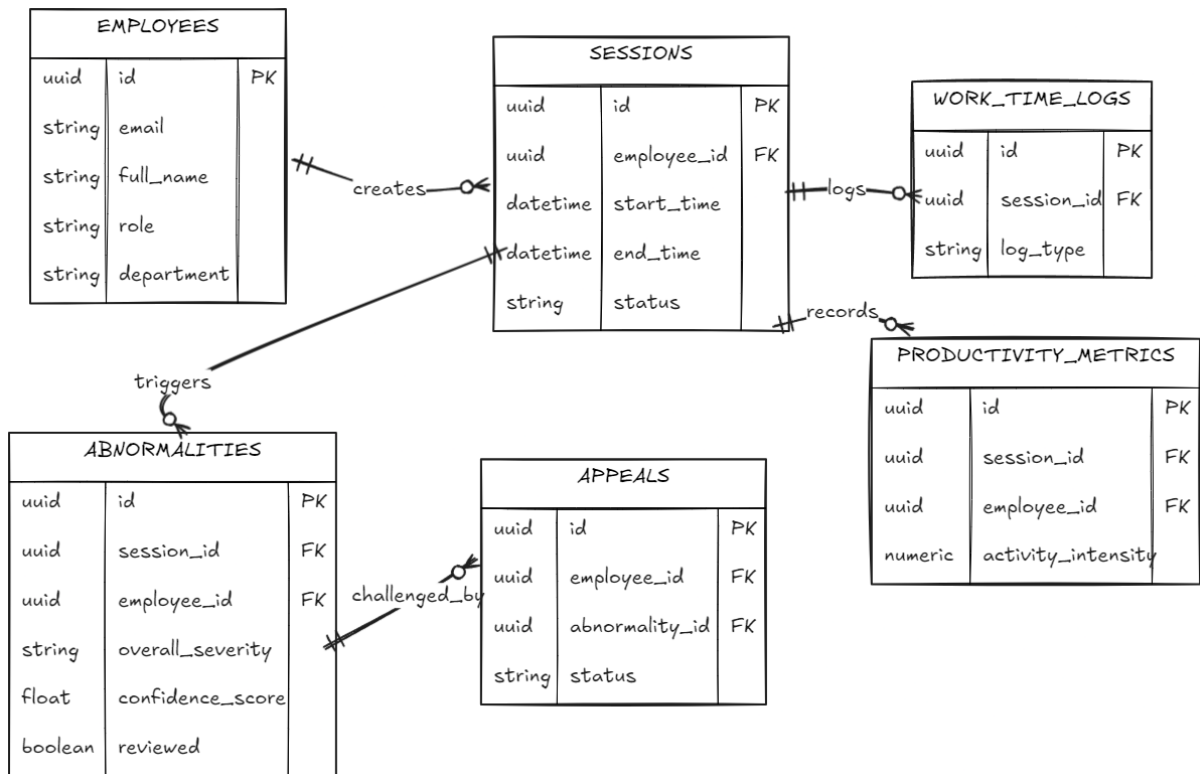 EMPLOYEES
uuid id PK
string email
string full_name
string role
string department
creates
SESSIONS
uuid id PK
uuid employee_id FK
datetime start_time
datetime end_time
string status
logs
WORK_TIME_LOGS
uuid id PK
uuid session_id FK
string log_type
records
PRODUCTIVITY_METRICS
uuid id PK
uuid session_id FK
uuid employee_id FK
numeric activity_intensity
triggers
ABNORMALITIES
uuid id PK
uuid session_id FK
uuid employee_id FK
string overall_severity
float confidence_score
boolean reviewed
challenged_by
APPEALS
uuid id PK
uuid employee_id FK
uuid abnormality_id FK
string status